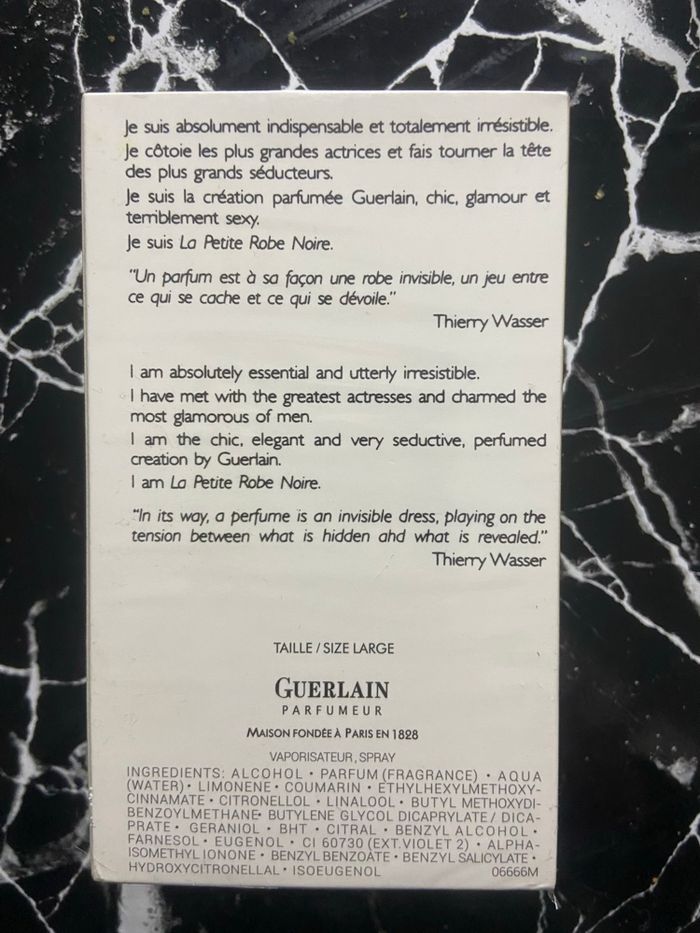 Je suis absolument indispensable et totalement irrésistible.
Je côtoie les plus grandes actrices et fais tourner la tête
des plus grands séducteurs.
Je suis la création parfumée Guerlain, chic, glamour et
terriblement sexy.
Je suis La Petite Robe Noire.
"Un parfum est à sa façon une robe invisible, un jeu entre
ce qui se cache et ce qui se dévoile."
Thierry Wasser
I am absolutely essential and utterly irresistible.
I have met with the greatest actresses and charmed the
most glamorous of men.
I am the chic, elegant and very seductive, perfumed
creation by Guerlain.
I am La Petite Robe Noire.
"In its way, a perfume is an invisible dress, playing on the
tension between what is hidden ahd what is revealed."
Thierry Wasser
TAILLE / SIZE LARGE
GUERLAIN
PARFUMEUR
MAISON FONDÉE À PARIS EN 1828
VAPORISATEUR, SPRAY
INGREDIENTS: ALCOHOL • PARFUM (FRAGRANCE) • AQUA
(WATER) • LIMONENE • COUMARIN • ETHYLHEXYLMETHOXY-
CINNAMATE • CITRONELLOL • LINALOOL • BUTYL METHOXYDI-
BENZOYLMETHANE • BUTYLENE GLYCOL DICAPRYLATE / DICA-
PRATE • GERANIOL • BHT • CITRAL • BENZYL ALCOHOL •
FARNESOL • EUGENOL • CI 60730 (EXT.VIOLET 2) • ALPHA-
ISOMETHYL IONONE • BENZYL BENZOATE • BENZYL SALICYLATE •
HYDROXYCITRONELLAL • ISOEUGENOL 06666M